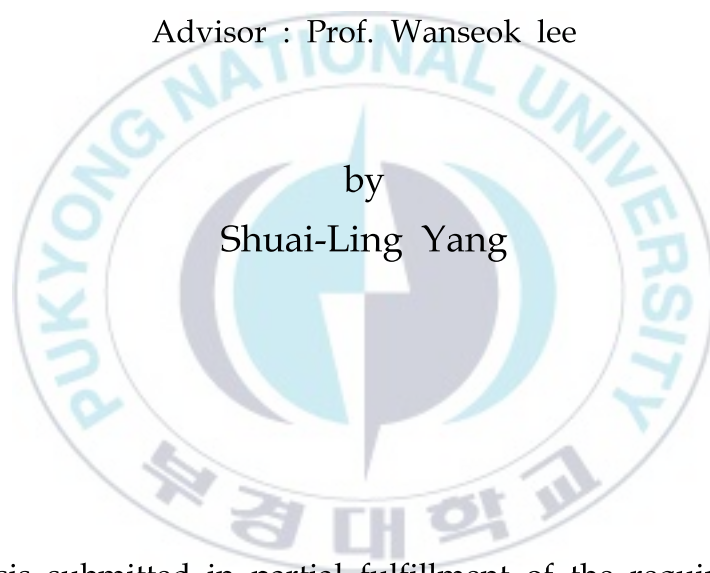 Advisor : Prof. Wanseok lee
PUKYONG NATIONAL UNIVERSITY
by
Shuai-Ling Yang
부경대학교
submitted in partial fulfillment of the